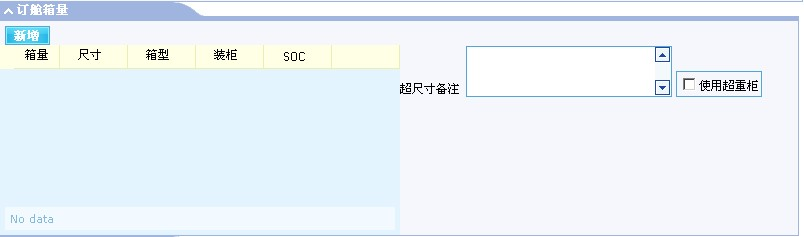 订舱箱量
新增
箱量 尺寸 箱型 装柜 SOC
超尺寸备注
使用超重柜
No data